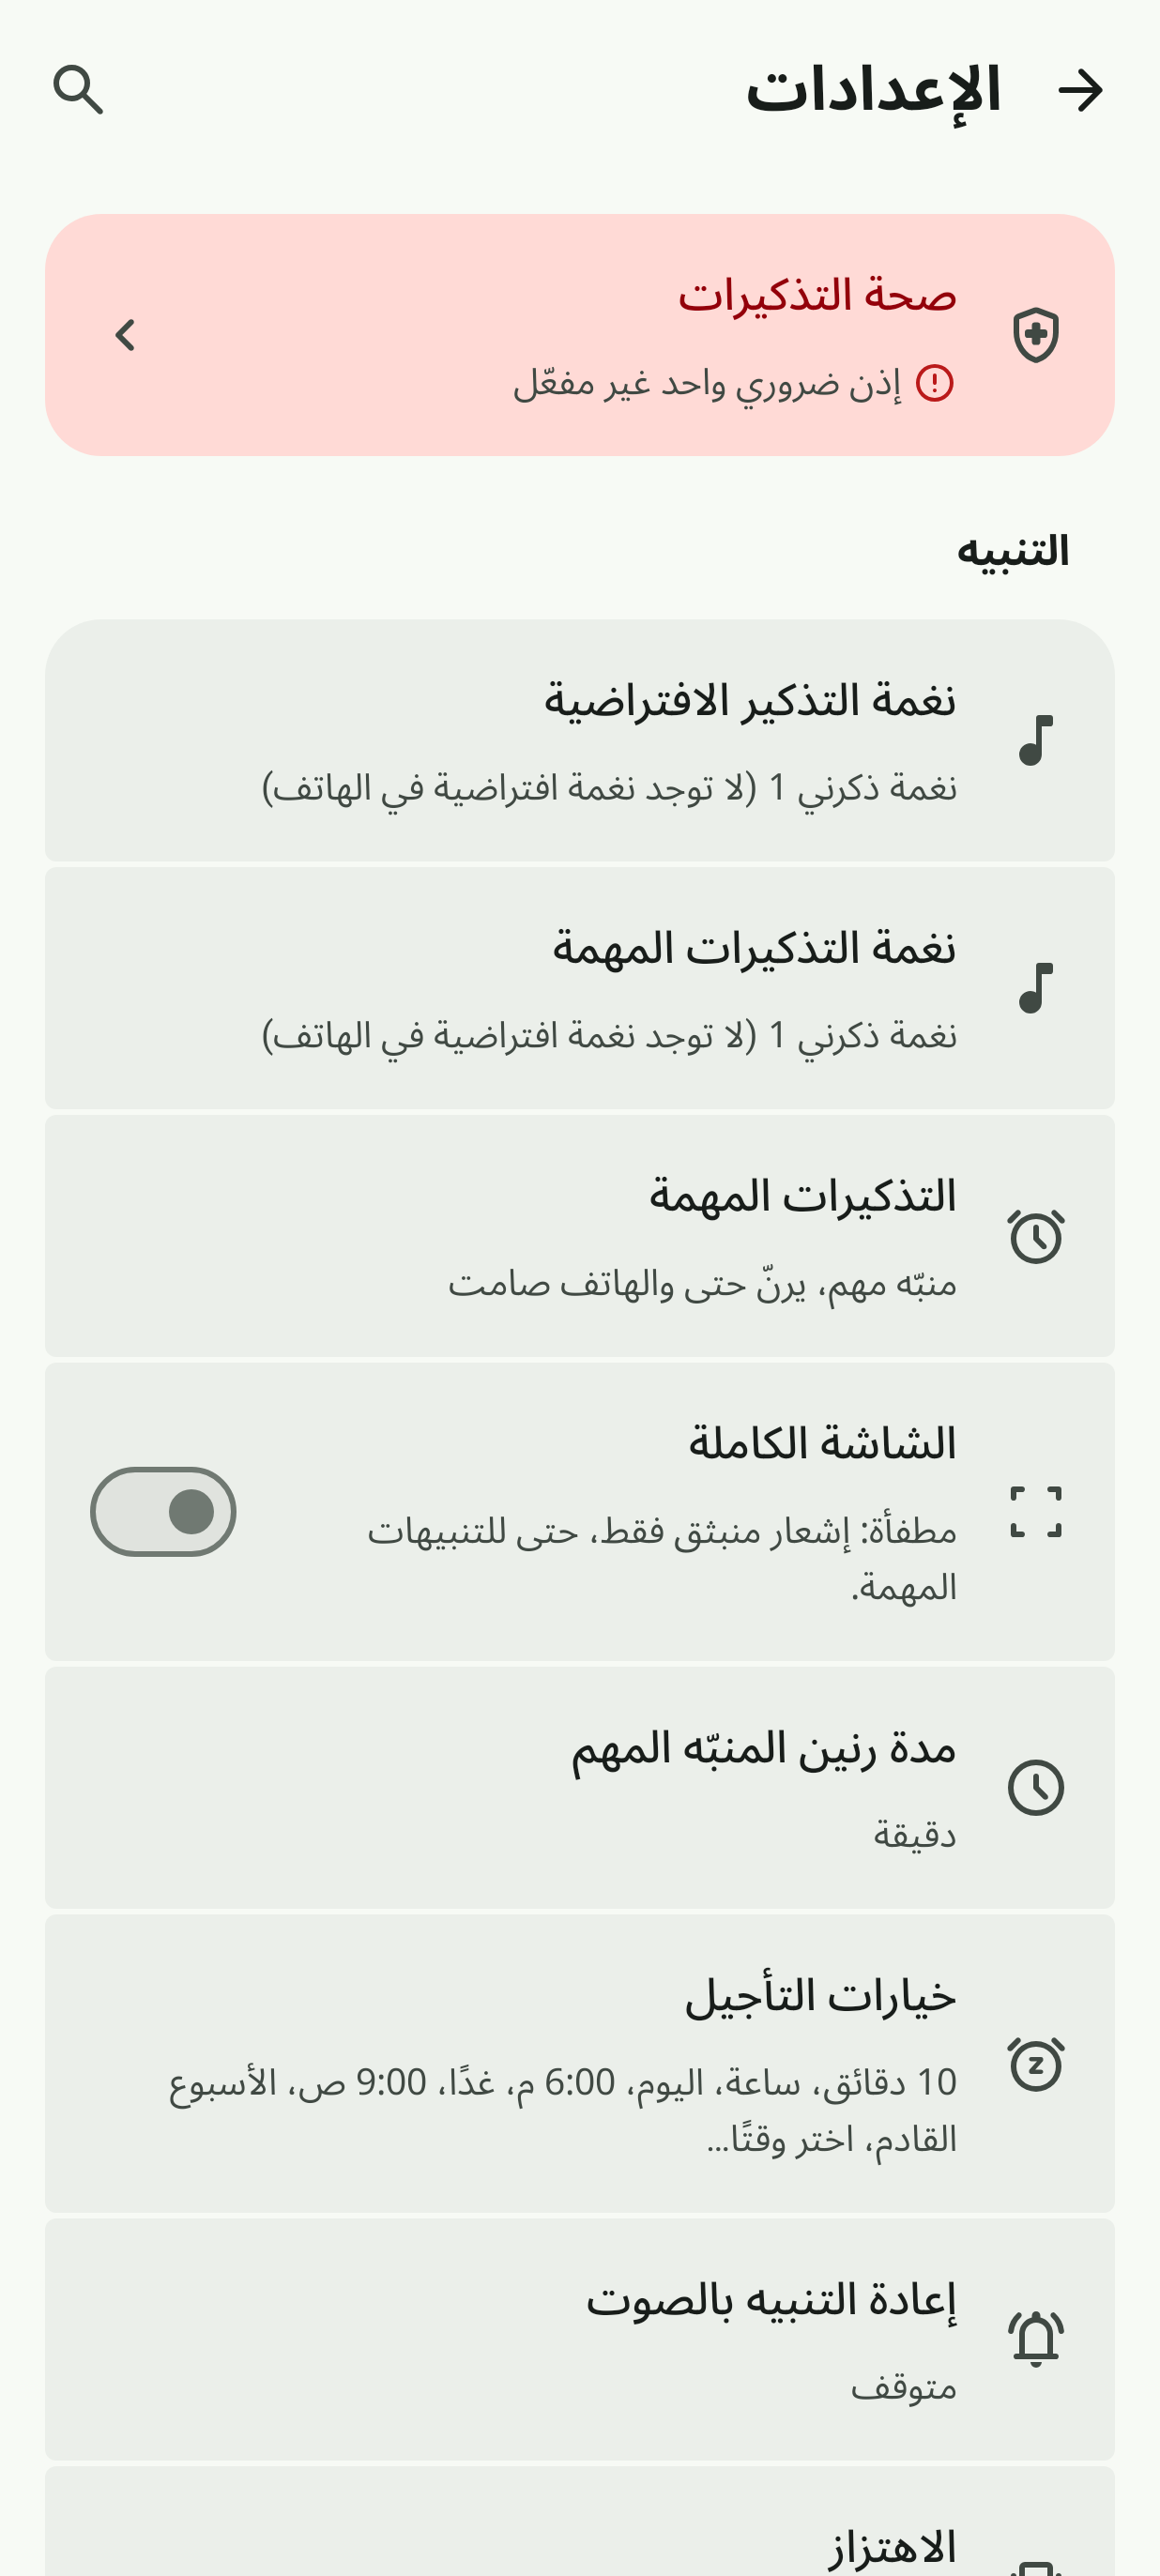 الإعدادات
صحة التذكيرات
إذن ضروري واحد غير مفعّل
التنبيه
نغمة التذكير الافتراضية
نغمة ذكرني 1 (لا توجد نغمة افتراضية في الهاتف)
نغمة التذكيرات المهمة
نغمة ذكرني 1 (لا توجد نغمة افتراضية في الهاتف)
التذكيرات المهمة
منبّه مهم، يرنّ حتى والهاتف صامت
الشاشة الكاملة
مطفأة: إشعار منبثق فقط، حتى للتنبيهات
المهمة.
مدة رنين المنبّه المهم
دقيقة
خيارات التأجيل
10 دقائق، ساعة، اليوم، 6:00 م، غدًا، 9:00 ص، الأسبوع
القادم، اختر وقتًا...
إعادة التنبيه بالصوت
متوقف
الاهتزاز